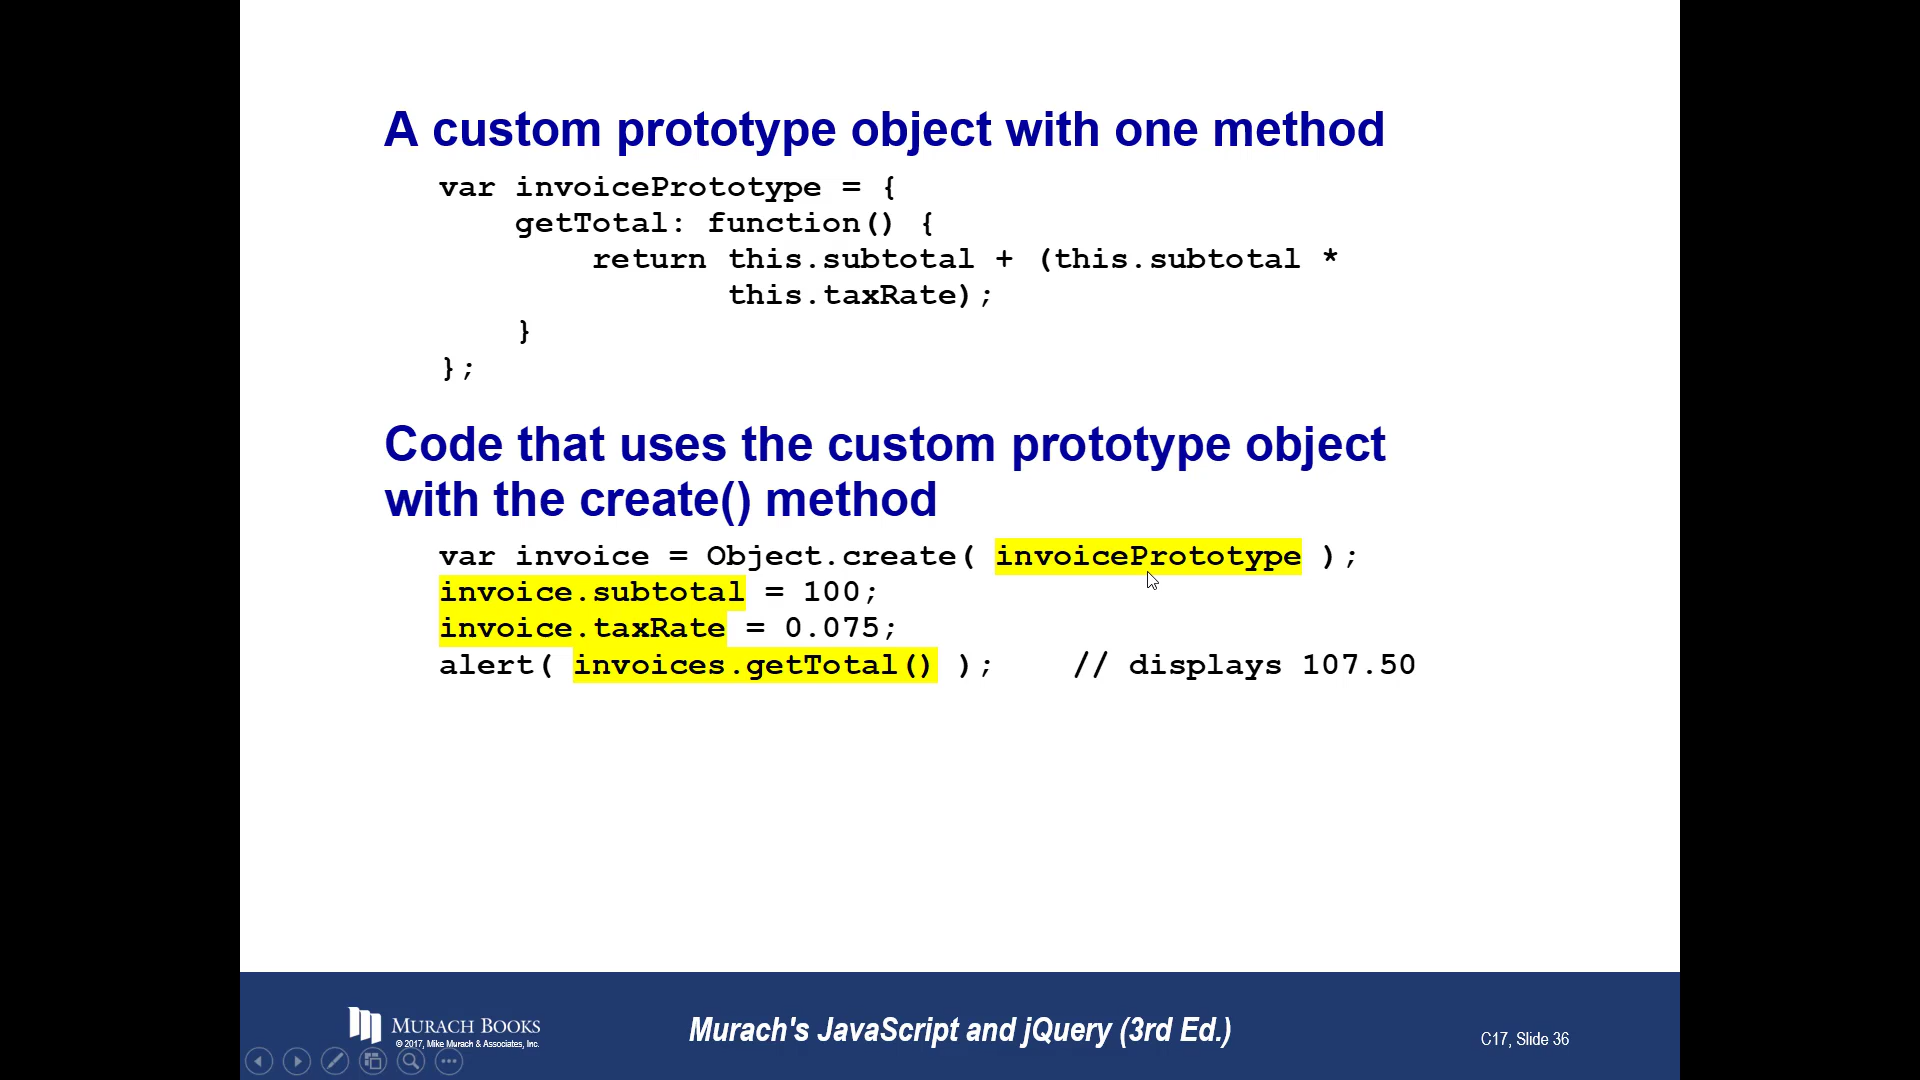 A custom prototype object with one method
var invoicePrototype = {
getTotal: function() {
return this.subtotal + (this.subtotal *
this.taxRate);
}
};
Code that uses the custom prototype object
with the create() method
var invoice = Object.create( invoicePrototype );
invoice.subtotal = 100;
invoice.taxRate = 0.075;
alert( invoices.getTotal() ); // displays 107.50
MURACH BOOKS
© 2017, Mike Murach & Associates, Inc.
Murach's JavaScript and jQuery (3rd Ed.)
C17, Slide 36